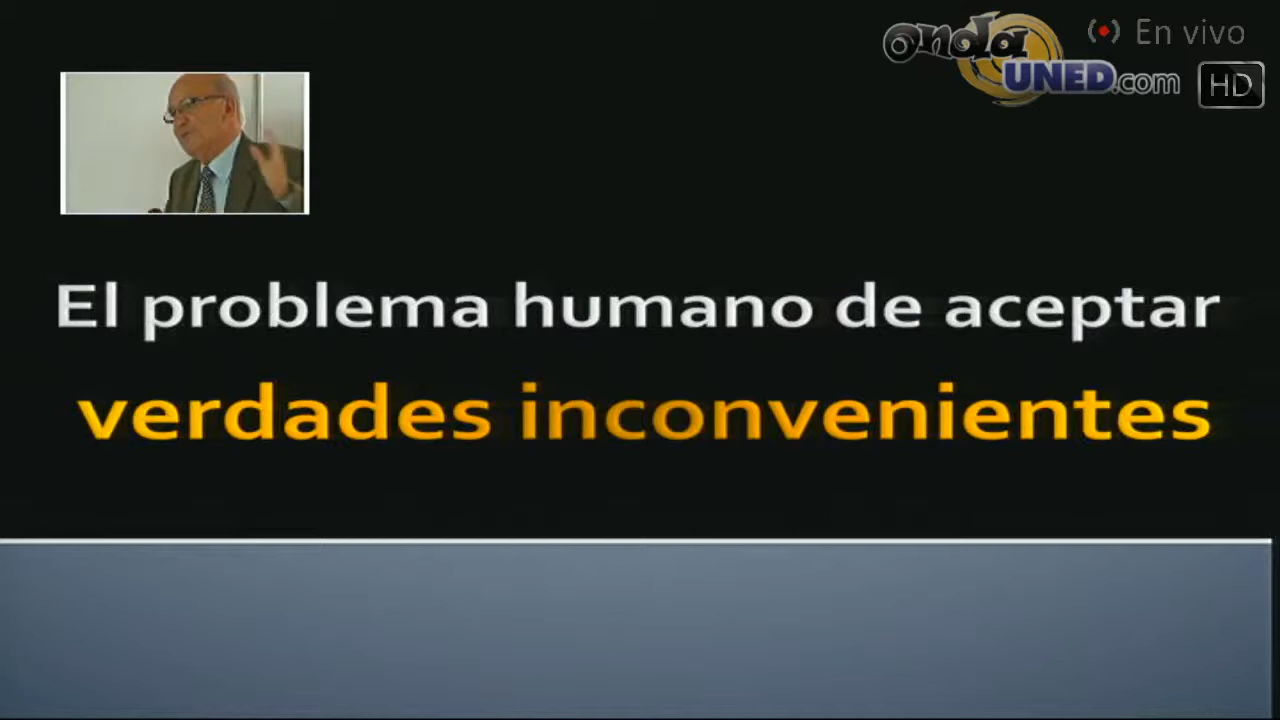 onda
UNED.com
En vivo
HD
El problema humano de aceptar
verdades inconvenientes